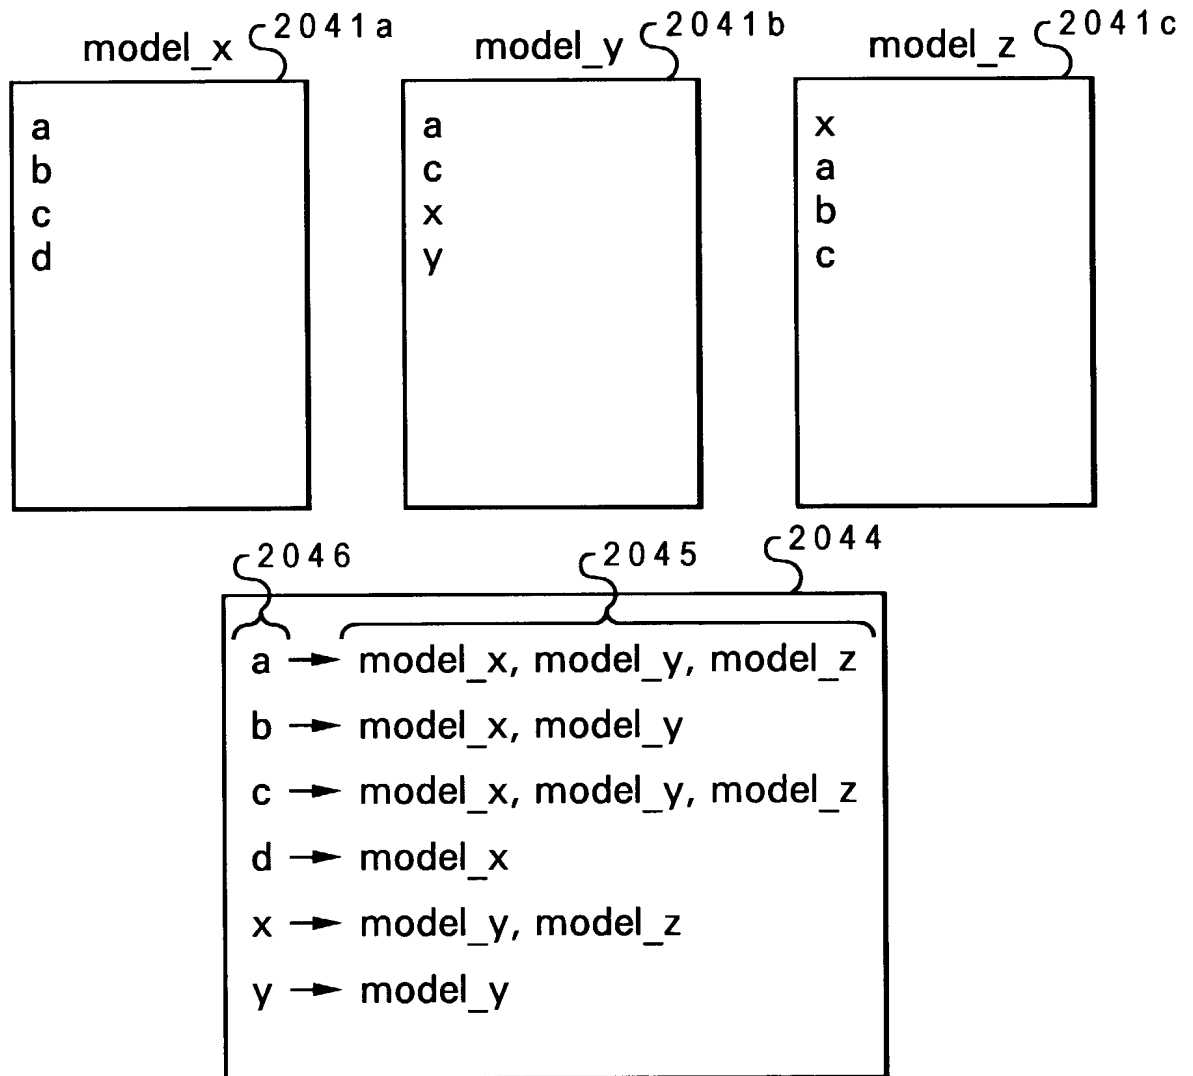 model_x 2041a
model_y 2041b
model_z 2041c
a
b
c
d
a
c
x
y
x
a
b
c
2046
2045
2044
a → model_x, model_y, model_z
b → model_x, model_y
c → model_x, model_y, model_z
d → model_x
x → model_y, model_z
y → model_y